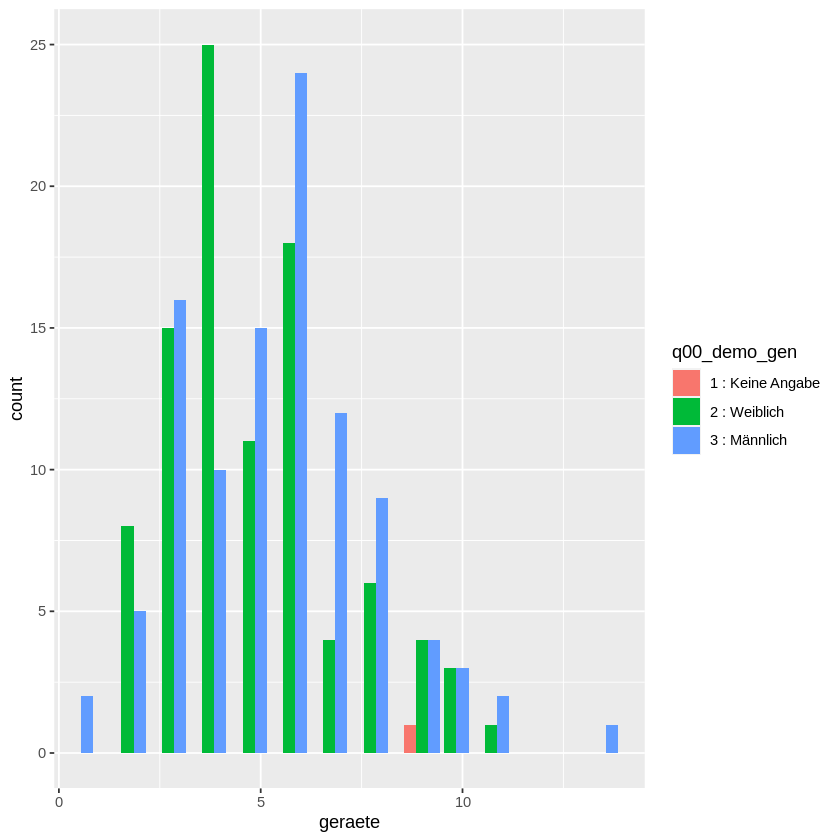 25
20
15
10
5
0
count
0 5 10
geraete
q00_demo_gen
1 : Keine Angabe
2 : Weiblich
3 : Männlich